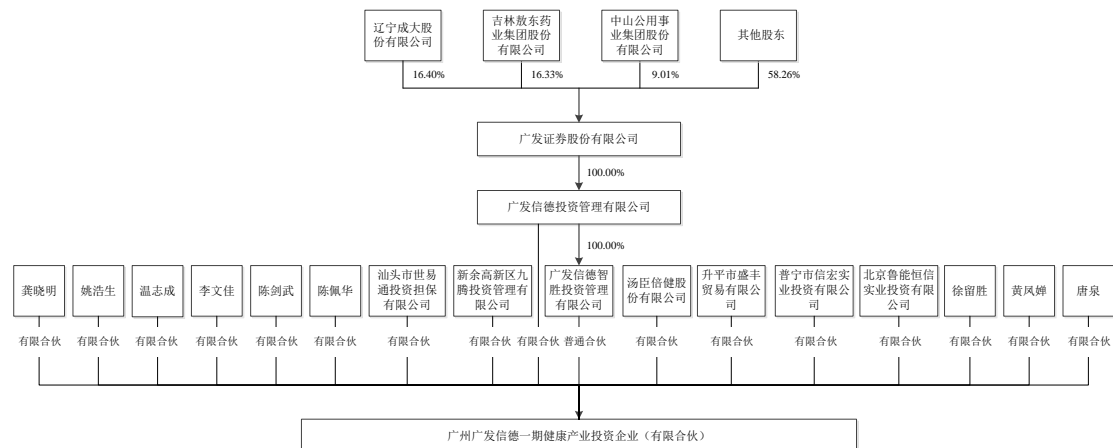 辽宁成大股
份有限公司
吉林敖东药
业集团股份
有限公司
中山公用事
业集团股份
有限公司
其他股东
16.40%
16.33%
9.01%
58.26%
广发证券股份有限公司
100.00%
广发信德投资管理有限公司
100.00%
龚晓明
姚浩生
温志成
李文佳
陈剑武
陈佩华
汕头市世易
通投资担保
有限公司
新余高新区九
腾投资管理有
限公司
广发信德智
胜投资管理
有限公司
汤臣倍健股
份有限公司
升平市盛丰
贸易有限公
司
普宁市信宏实
业投资有限公
司
北京鲁能恒信
实业投资有限
公司
徐留胜
黄凤婵
唐泉
有限合伙
有限合伙
有限合伙
有限合伙
有限合伙
有限合伙
有限合伙
有限合伙
有限合伙
普通合伙
有限合伙
有限合伙
有限合伙
有限合伙
有限合伙
有限合伙
有限合伙
广州广发信德一期健康产业投资企业（有限合伙）